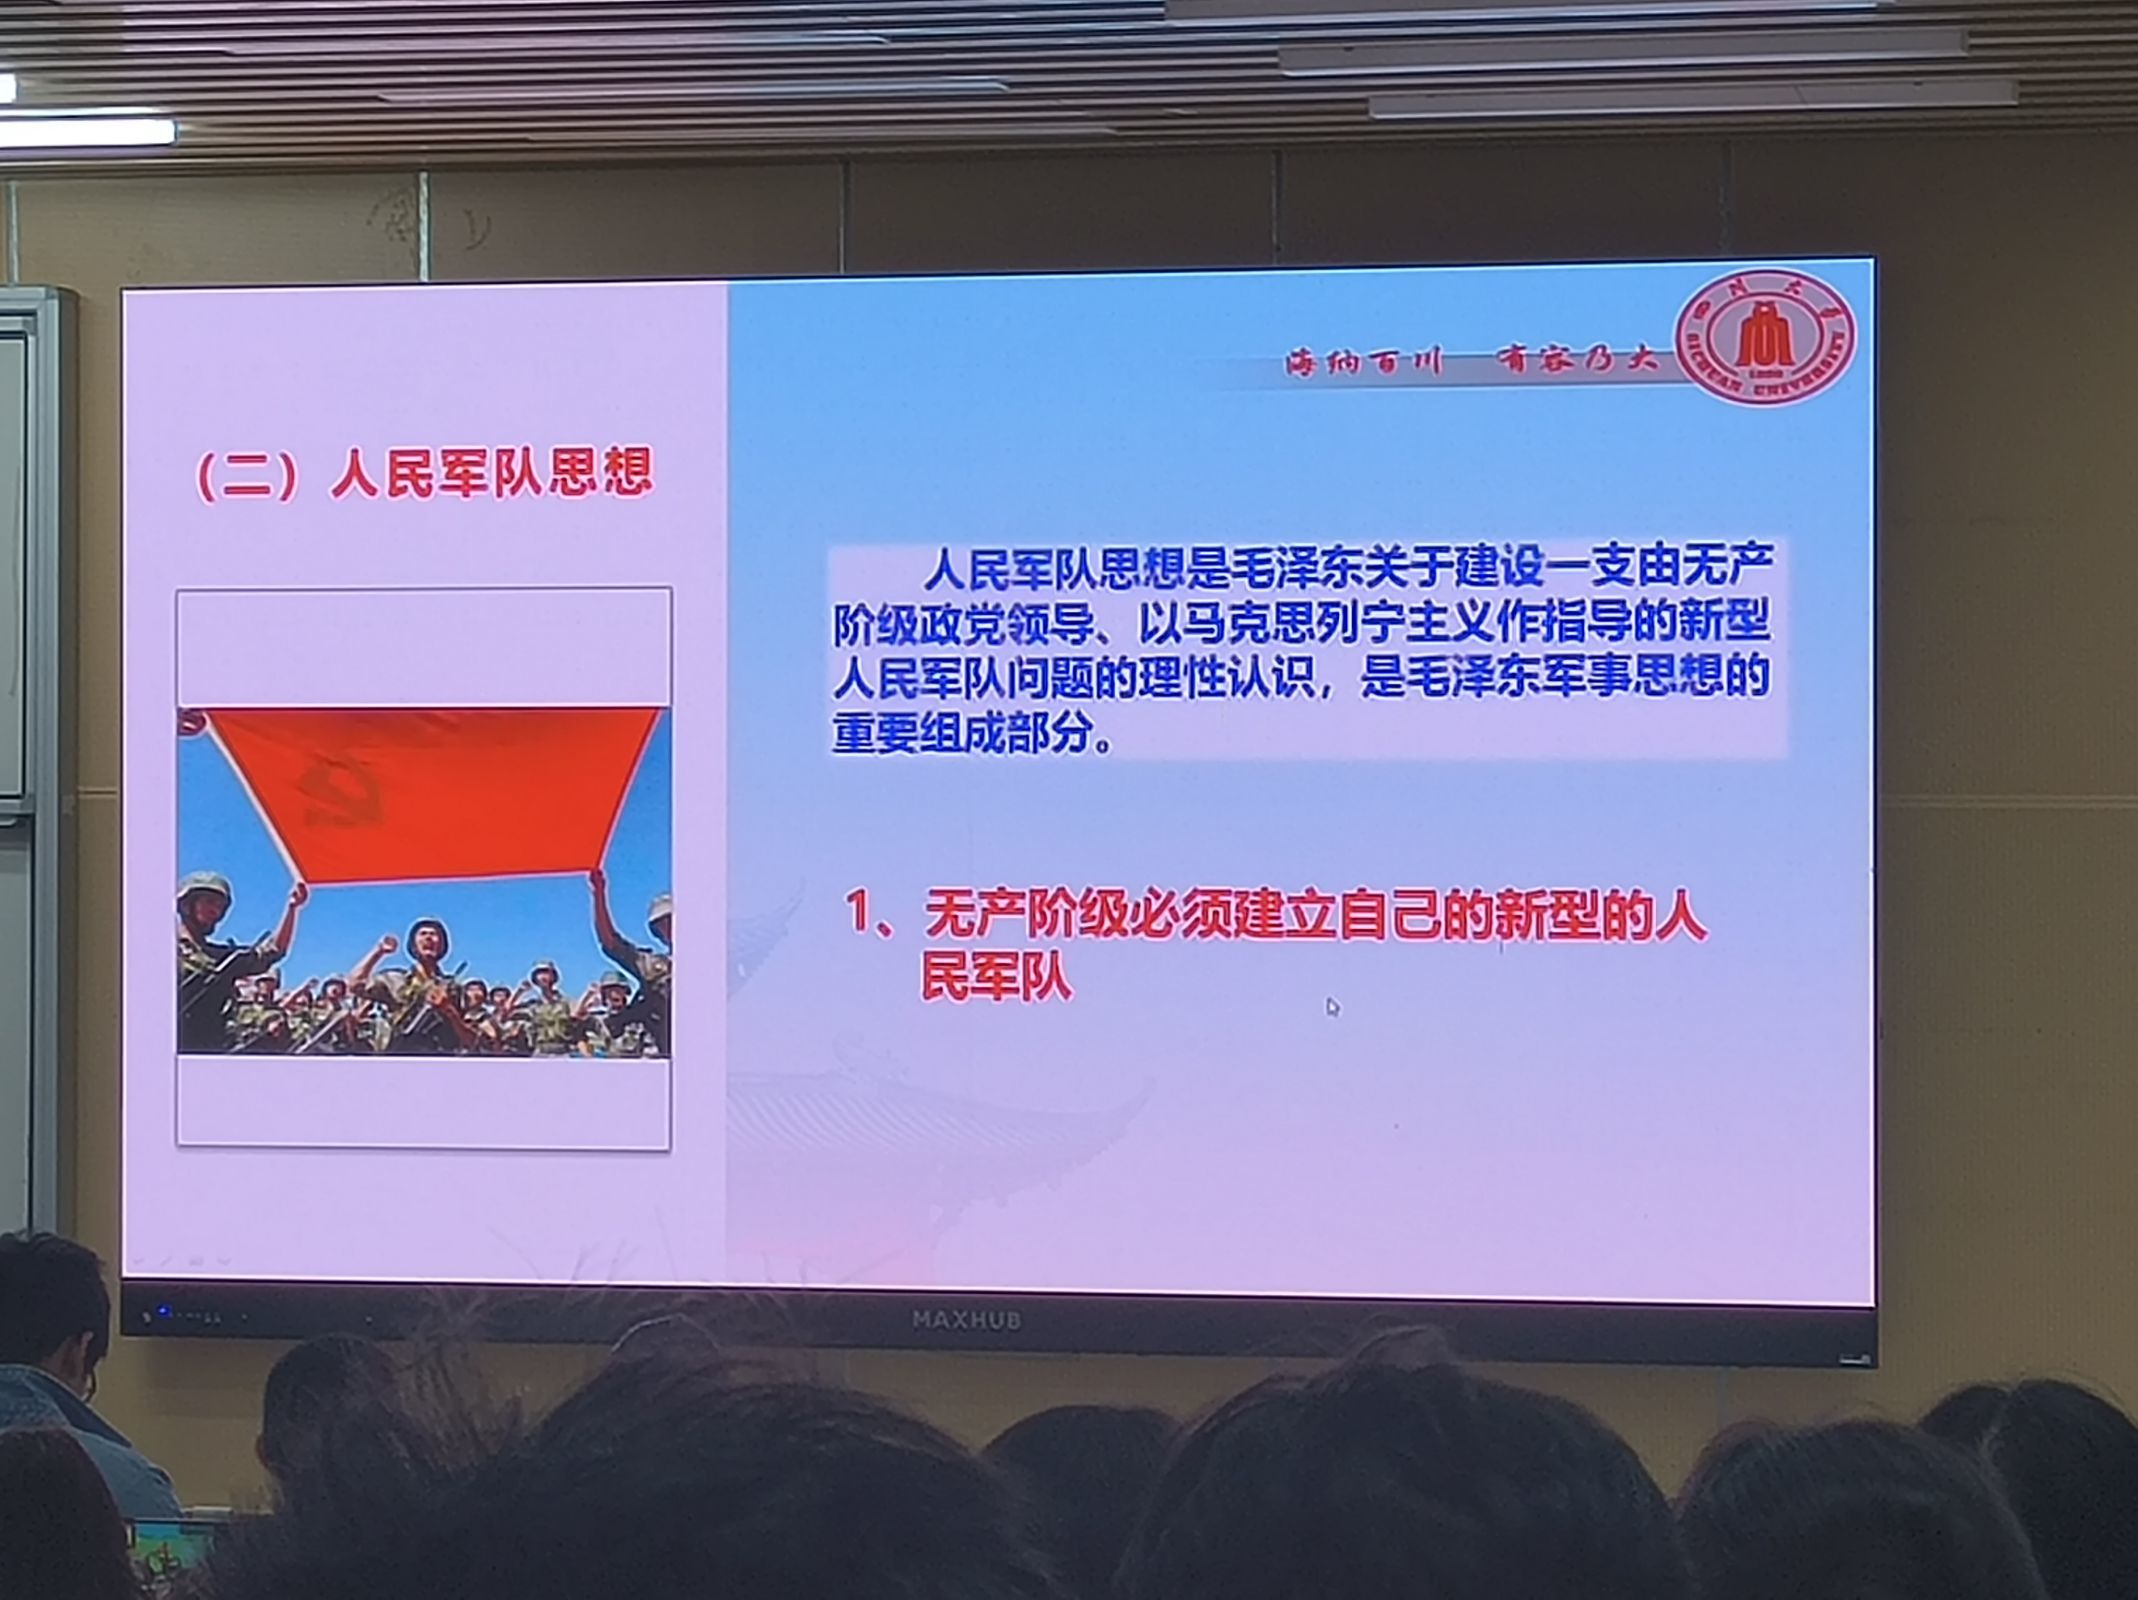 海纳百川 有容乃大
四川大学
SICHUAN UNIVERSITY
（二）人民军队思想
人民军队思想是毛泽东关于建设一支由无产
阶级政党领导、以马克思列宁主义作指导的新型
人民军队问题的理性认识，是毛泽东军事思想的
重要组成部分。
1、无产阶级必须建立自己的新型的人
民军队
MAXHUB